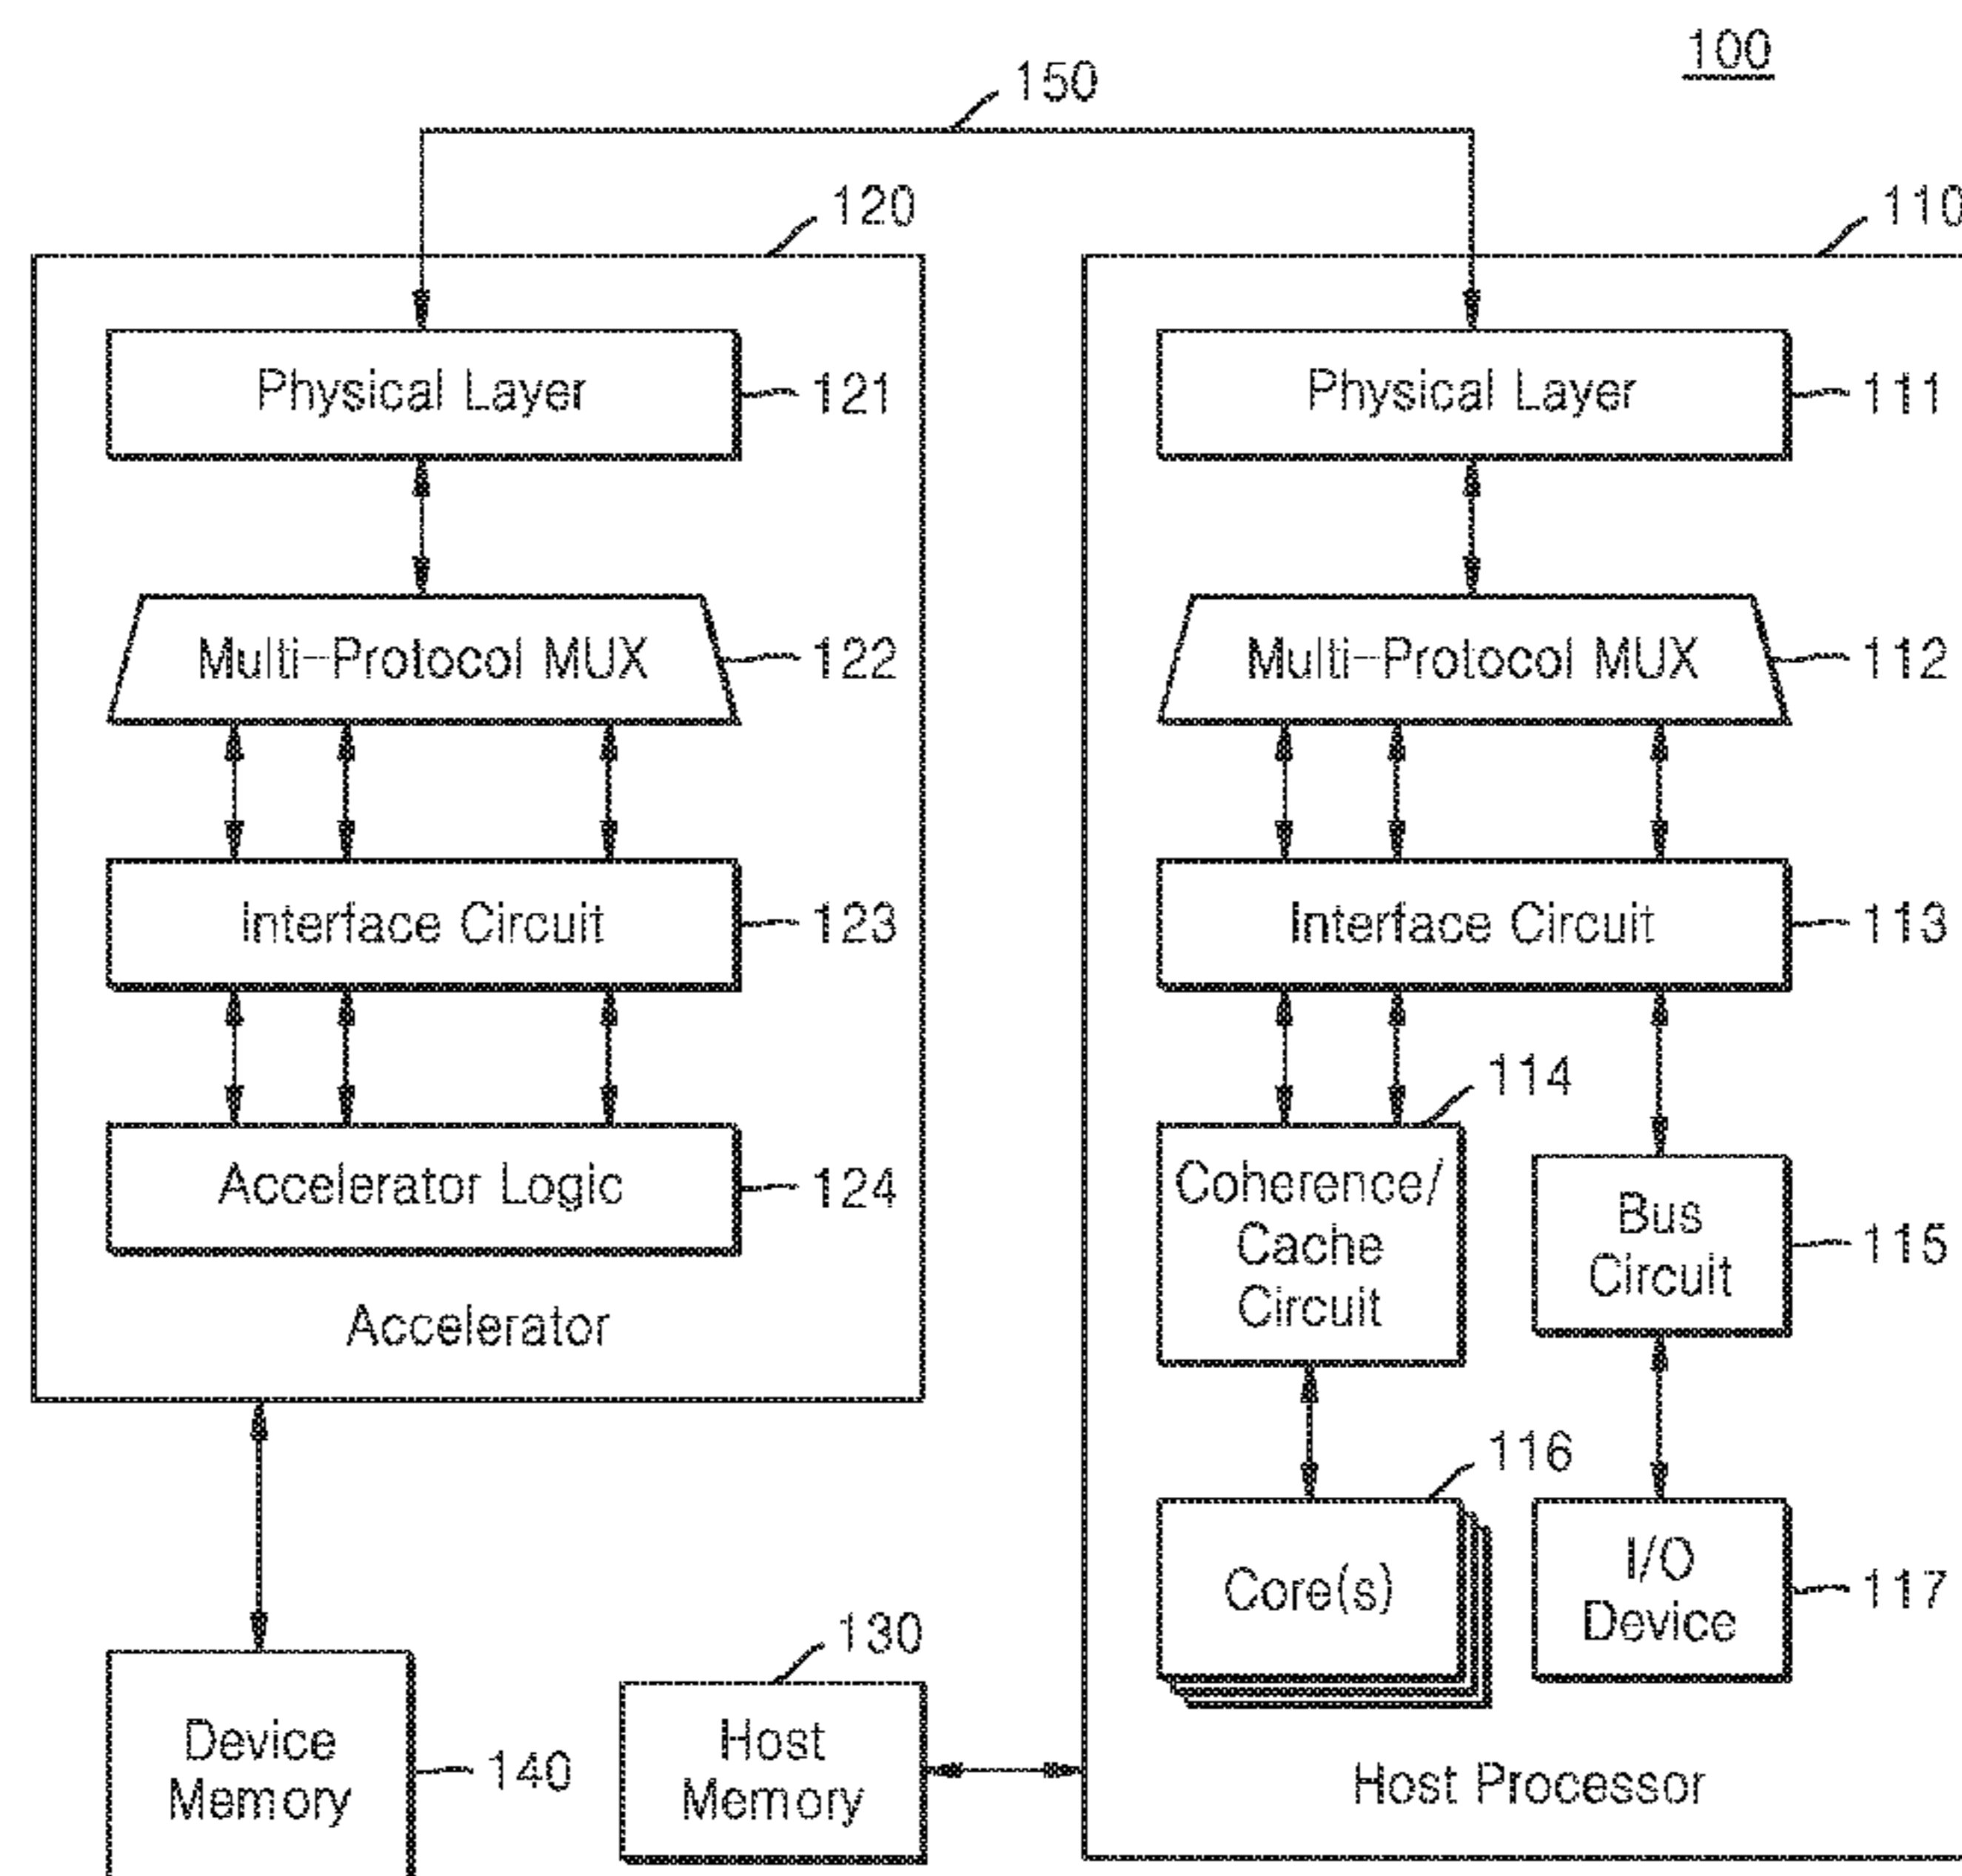 100
150
120
110
Physical Layer
121
Multi-Protocol MUX
122
Interface Circuit
123
Accelerator Logic
124
Accelerator
Physical Layer
111
Multi-Protocol MUX
112
Interface Circuit
113
114
Coherence/
Cache
Circuit
Bus
Circuit
115
116
Core(s)
I/O
Device
117
Host Processor
Device
Memory
140
130
Host
Memory